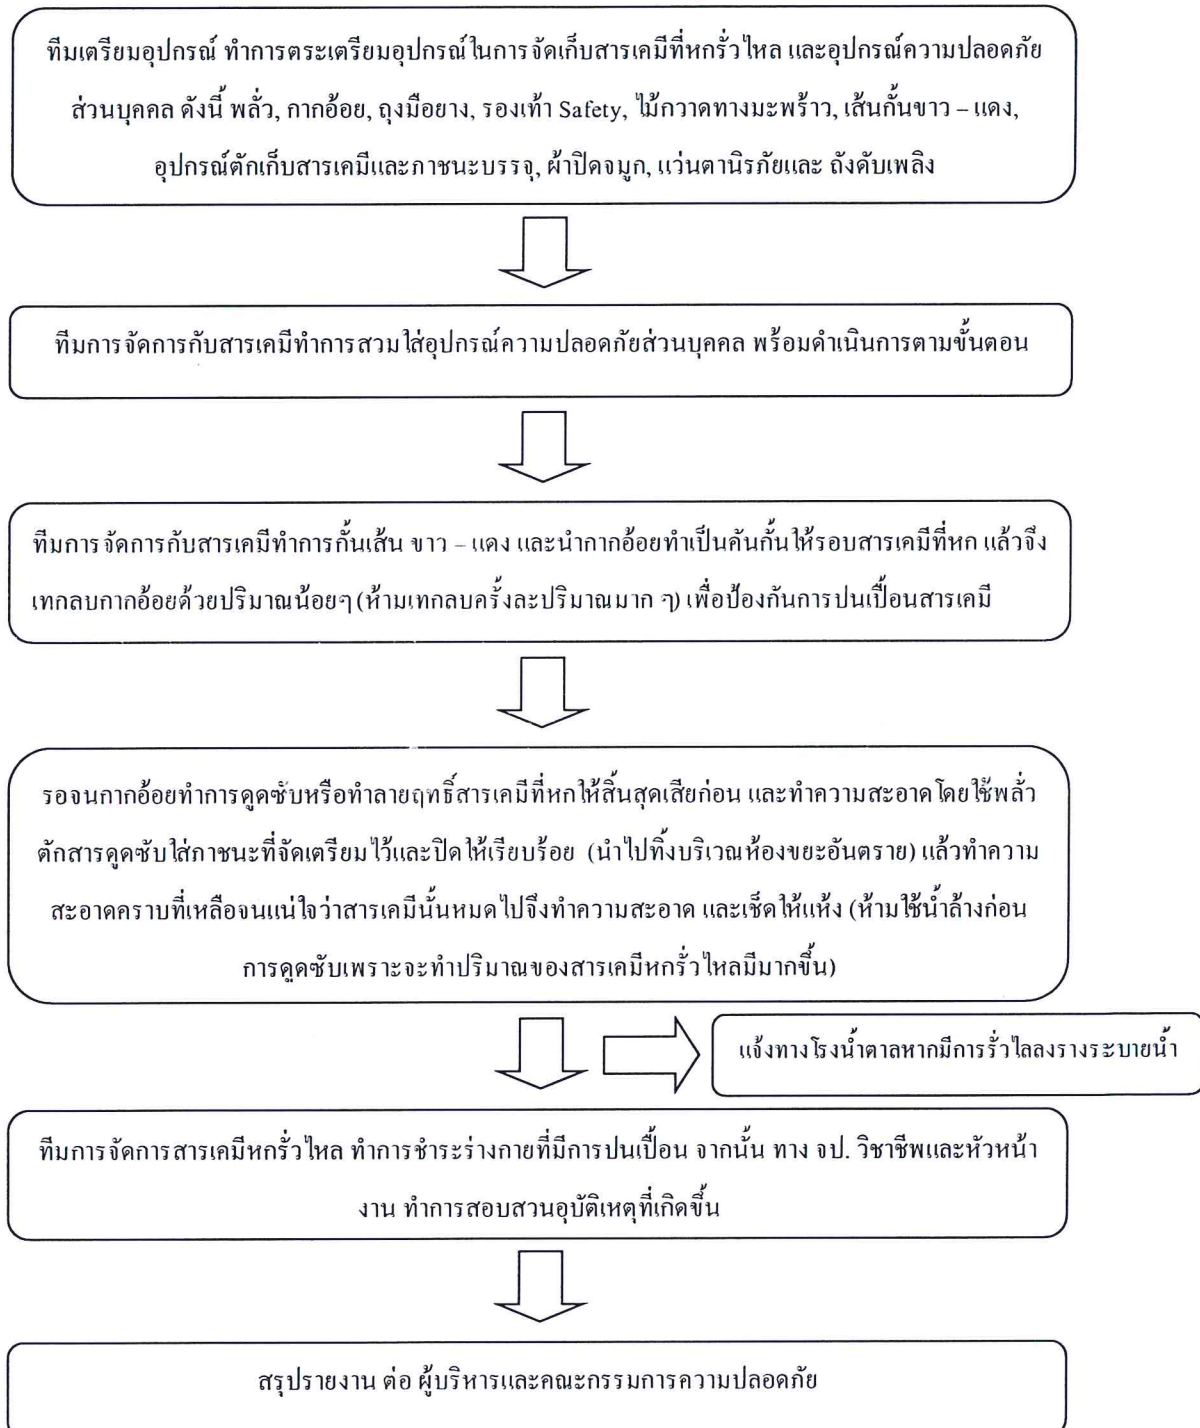 ทีมเตรียมอุปกรณ์ ทำการตระเตรียมอุปกรณ์ในการจัดเก็บสารเคมีที่หกรั่วไหล และอุปกรณ์ความปลอดภัย
ส่วนบุคคล ดังนี้ พลั่ว, กากอ้อย, ถุงมือยาง, รองเท้า Safety, ไม้กวาดทางมะพร้าว, เส้นกั้นขาว – แดง,
อุปกรณ์ตักเก็บสารเคมีและภาชนะบรรจุ, ผ้าปิดจมูก, แว่นตานิรภัยและ ถังดับเพลิง
ทีมการจัดการกับสารเคมีทำการสวมใส่อุปกรณ์ความปลอดภัยส่วนบุคคล พร้อมดำเนินการตามขั้นตอน
ทีมการจัดการกับสารเคมีทำการกั้นเส้น ขาว – แดง และนำกากอ้อยทำเป็นคันกั้นให้รอบสารเคมีที่หก แล้วจึง
เทกลบกากอ้อยด้วยปริมาณน้อยๆ (ห้ามเทกลบครั้งละปริมาณมาก ๆ) เพื่อป้องกันการปนเปื้อนสารเคมี
รอจนกากอ้อยทำการดูดซับหรือทำลายฤทธิ์สารเคมีที่หกให้สิ้นสุดเสียก่อน และทำความสะอาดโดยใช้พลั่ว
ตักสารดูดซับใส่ภาชนะที่จัดเตรียมไว้และปิดให้เรียบร้อย (นำไปทิ้งบริเวณห้องขยะอันตราย) แล้วทำความ
สะอาดคราบที่เหลือจนแน่ใจว่าสารเคมีนั้นหมดไปจึงทำความสะอาด และเช็ดให้แห้ง (ห้ามใช้น้ำล้างก่อน
การดูดซับเพราะจะทำปริมาณของสารเคมีหกรั่วไหลมีมากขึ้น)
แจ้งทางโรงน้ำตาลหากมีการรั่วไลลงรางระบายน้ำ
ทีมการจัดการสารเคมีหกรั่วไหล ทำการชำระร่างกายที่มีการปนเปื้อน จากนั้น ทาง จป. วิชาชีพและหัวหน้า
งาน ทำการสอบสวนอุบัติเหตุที่เกิดขึ้น
สรุปรายงาน ต่อ ผู้บริหารและคณะกรรมการความปลอดภัย